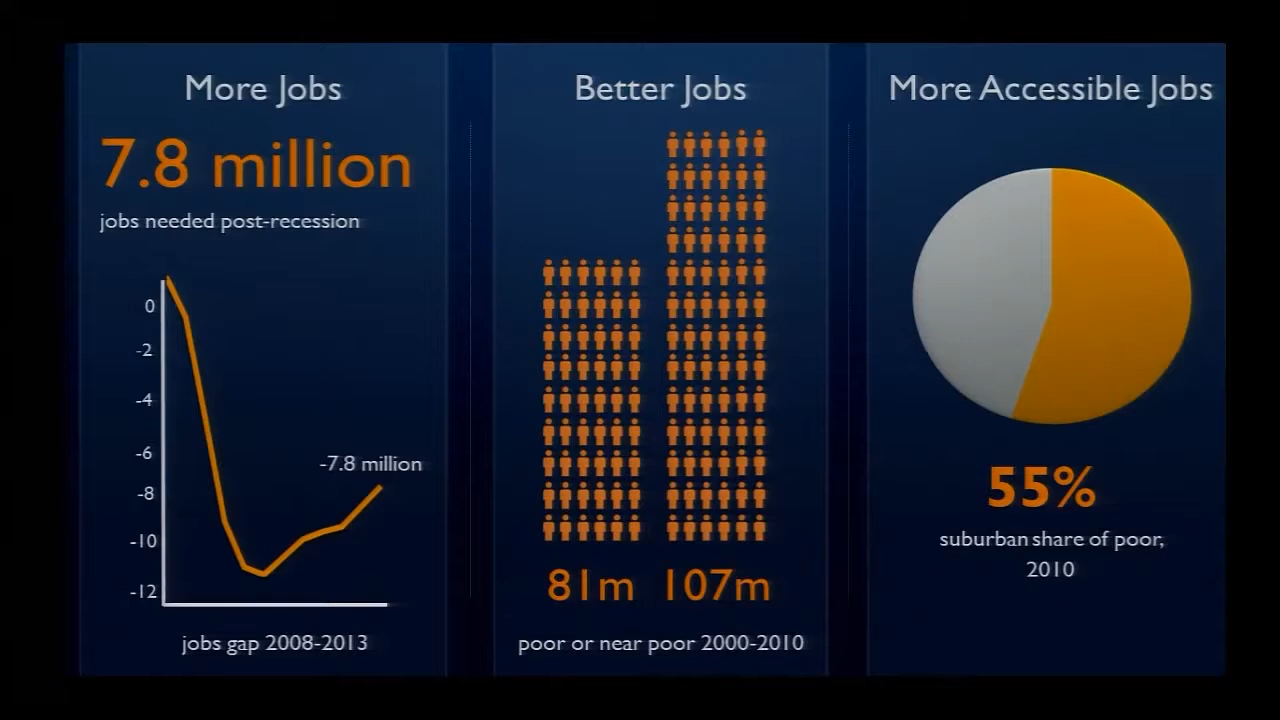 More Jobs
7.8 million
jobs needed post-recession
0
-2
-4
-6
-8
-10
-12
-7.8 million
jobs gap 2008-2013
Better Jobs
81m 107m
poor or near poor 2000-2010
More Accessible Jobs
55%
suburban share of poor,
2010